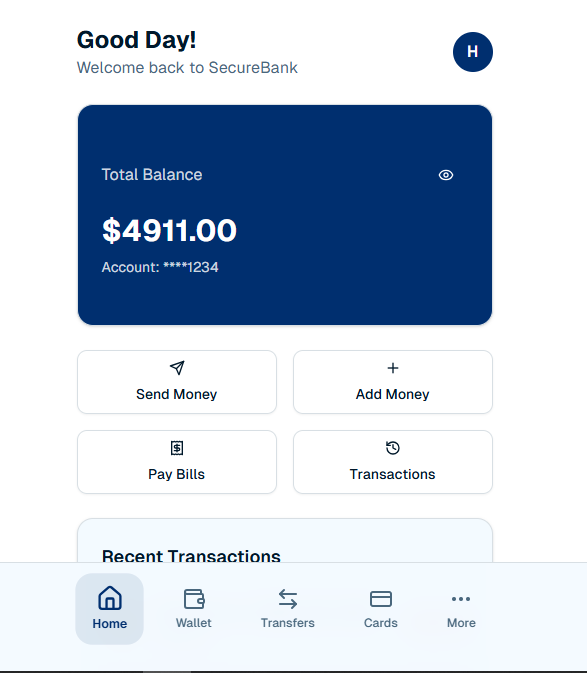 Good Day!
Welcome back to SecureBank
H
Total Balance
$4911.00
Account: ****1234
Send Money
Add Money
Pay Bills
Transactions
Recent Transactions
Home
Wallet
Transfers
Cards
More